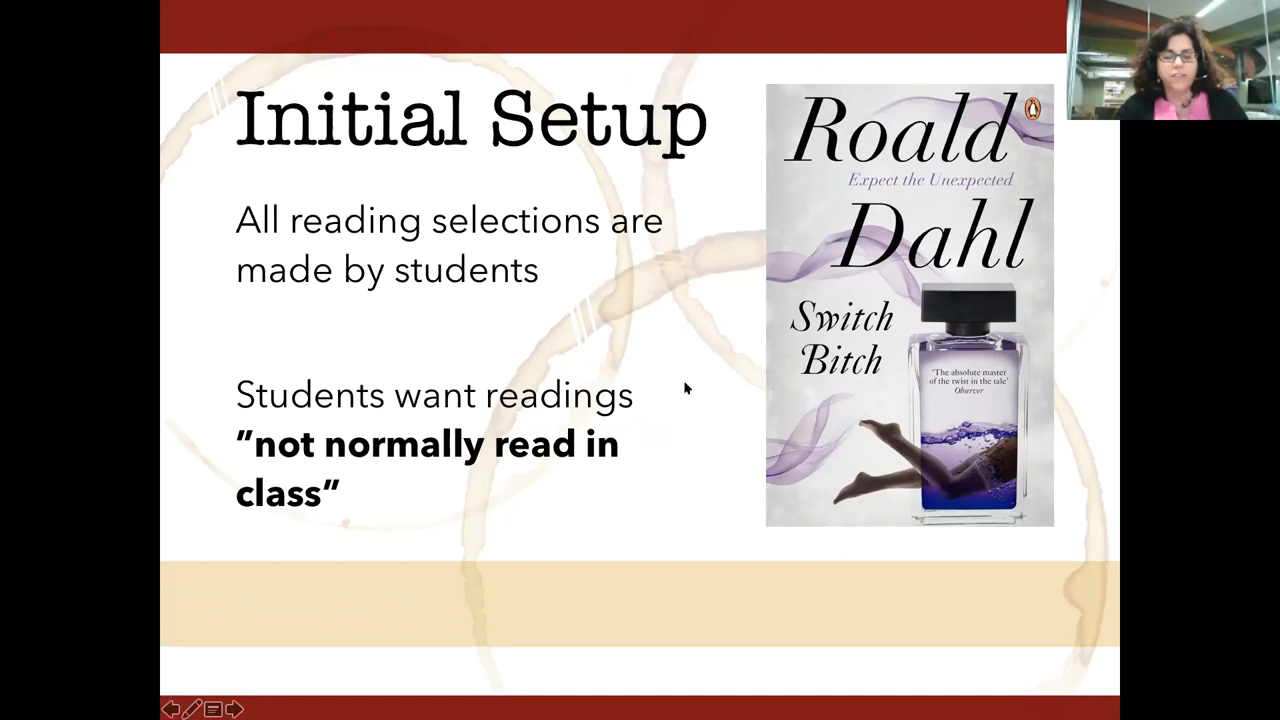 Initial Setup
All reading selections are
made by students
Students want readings
”not normally read in
class”
Roald
Expect the Unexpected
Dahl
Switch
Bitch
‘The absolute master
of the twist in the tale’
Observer